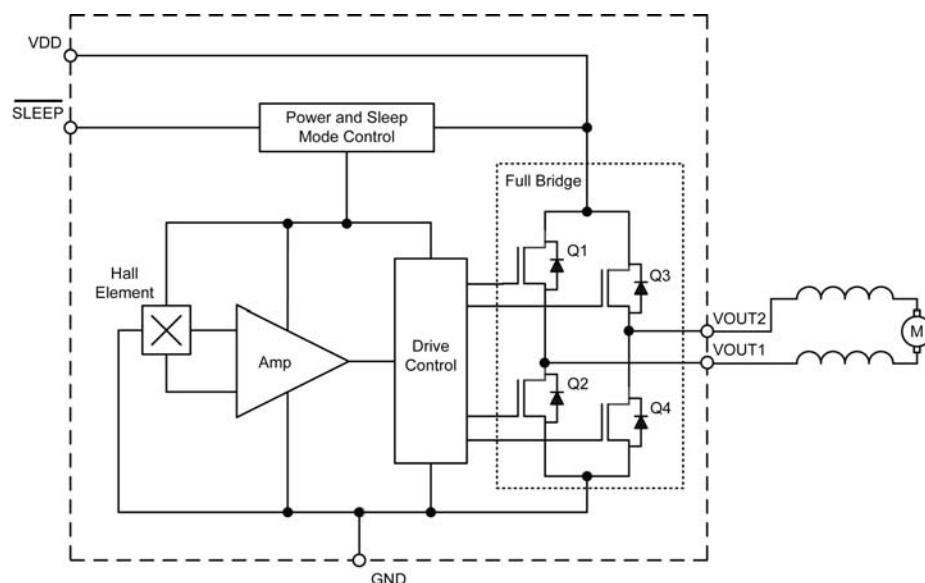 VDD
SLEEP
Power and Sleep
Mode Control
Full Bridge
Q1
Q3
Hall
Element
Amp
Drive
Control
VOUT2
VOUT1
M
Q2
Q4
GND